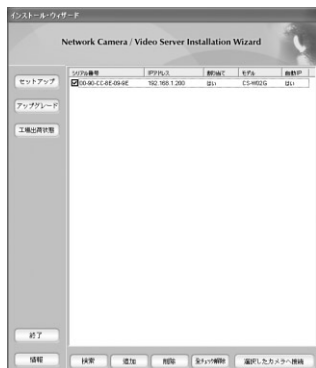 インストール・ウィザード
Network Camera / Video Server Installation Wizard
セットアップ
アップグレード
工場出荷状態
シリアル番号 IPアドレス 割り当て モデル 自動IP
00-90-CC-8E-09-9E 192.168.1.200 はい CS-W02G はい
終了
情報 検索 追加 削除 全チェック解除 選択したカメラへ接続